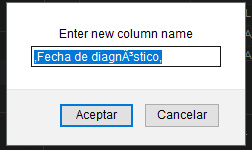 Enter new column name
,Fecha de diagnÃ³stico,
Aceptar
Cancelar